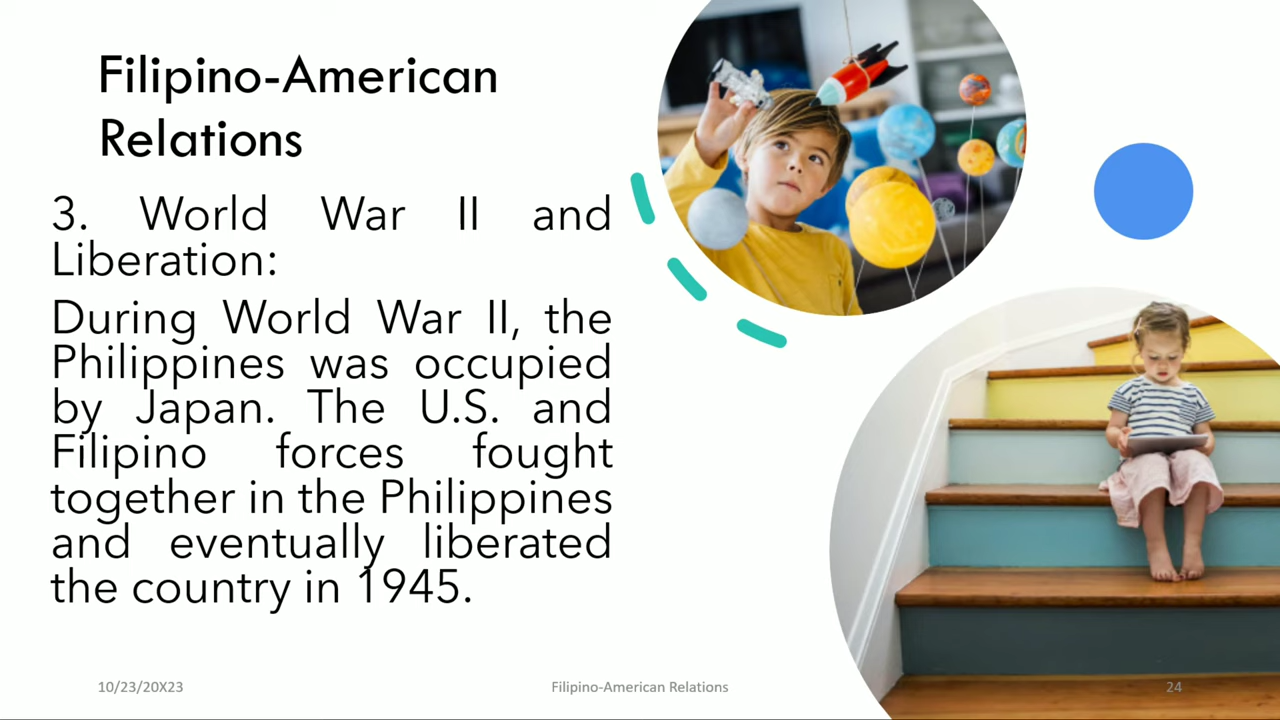 Filipino-American
Relations
3. World War II and
Liberation:
During World War II, the
Philippines was occupied
by Japan. The U.S. and
Filipino forces fought
together in the Philippines
and eventually liberated
the country in 1945.
10/23/20X23
Filipino-American Relations
24